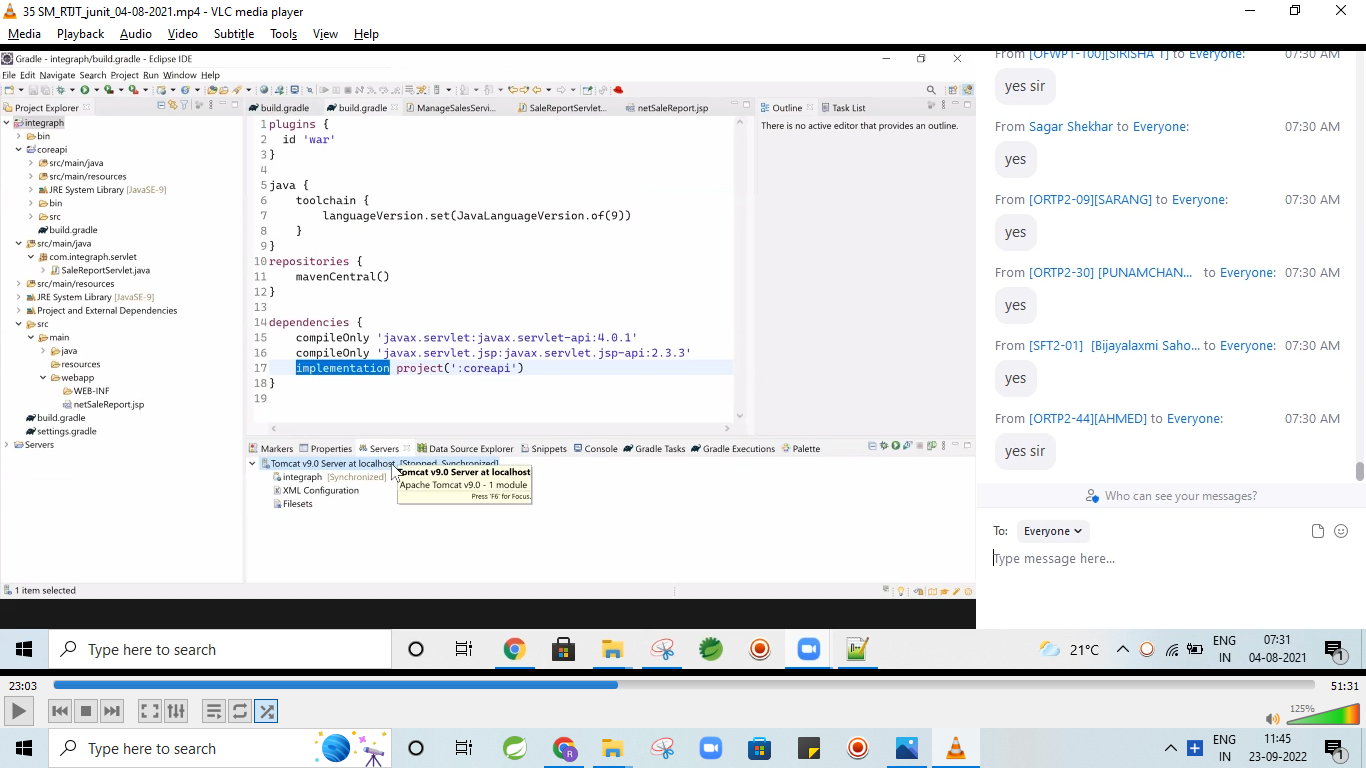 35 SM_RTJT_junit_04-08-2021.mp4 - VLC media player
Media Playback Audio Video Subtitle Tools View Help
Gradle - integraph/build.gradle - Eclipse IDE
File Edit Navigate Search Project Run Window Help
Project Explorer
integraph
bin
coreapi
src/main/java
src/main/resources
JRE System Library [JavaSE-9]
bin
src
build.gradle
src/main/java
com.integraph.servlet
SaleReportServlet.java
src/main/resources
JRE System Library [JavaSE-9]
Project and External Dependencies
src
main
java
resources
webapp
WEB-INF
netSaleReport.jsp
build.gradle
settings.gradle
Servers
build.gradle build.gradle ManageSalesServi... SaleReportServlet... netSaleReport.jsp
1 plugins {
2 id 'war'
3 }
4
5 java {
6 toolchain {
7 languageVersion.set(JavaLanguageVersion.of(9))
8 }
9 }
10 repositories {
11 mavenCentral()
12 }
13
14 dependencies {
15 compileOnly 'javax.servlet:javax.servlet-api:4.0.1'
16 compileOnly 'javax.servlet.jsp:javax.servlet.jsp-api:2.3.3'
17 implementation project(':coreapi')
18 }
19
Outline Task List
There is no active editor that provides an outline.
Markers Properties Servers Data Source Explorer Snippets Console Gradle Tasks Gradle Executions Palette
Tomcat v9.0 Server at localhost [Stopped, Synchronized]
integraph [Synchronized]
XML Configuration
Filesets
Tomcat v9.0 Server at localhost
Apache Tomcat v9.0 - 1 module
Press 'F6' for Focus.
1 item selected
From [OFWP1-100][SIRISHA T] to Everyone: 07:30 AM
yes sir
From Sagar Shekhar to Everyone: 07:30 AM
yes
From [ORTP2-09][SARANG] to Everyone: 07:30 AM
yes
From [ORTP2-30] [PUNAMCHAN... to Everyone: 07:30 AM
yes
From [SFT2-01] [Bijayalaxmi Saho... to Everyone: 07:30 AM
yes
From [ORTP2-44][AHMED] to Everyone: 07:30 AM
yes sir
Who can see your messages?
To: Everyone
Type message here...
Type here to search
21°C
ENG
IN
07:31
04-08-2021
1
23:03
51:31
125%
Type here to search
R
ENG
IN
11:45
23-09-2022
1